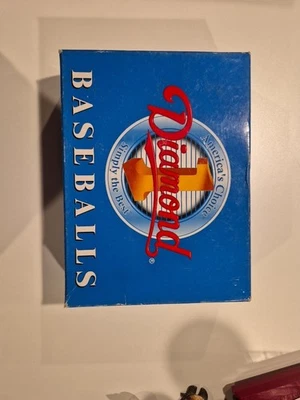 America's Choice
Diamond®
Simply the Best
BASEBALLS